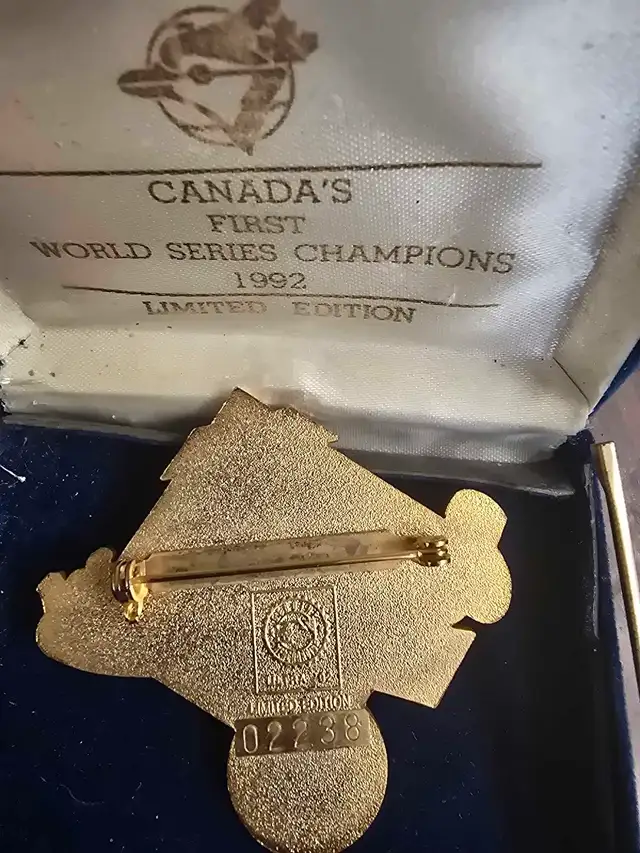 CANADA'S
FIRST
WORLD SERIES CHAMPIONS
1992
LIMITED EDITION
LIMITED EDITION
02238